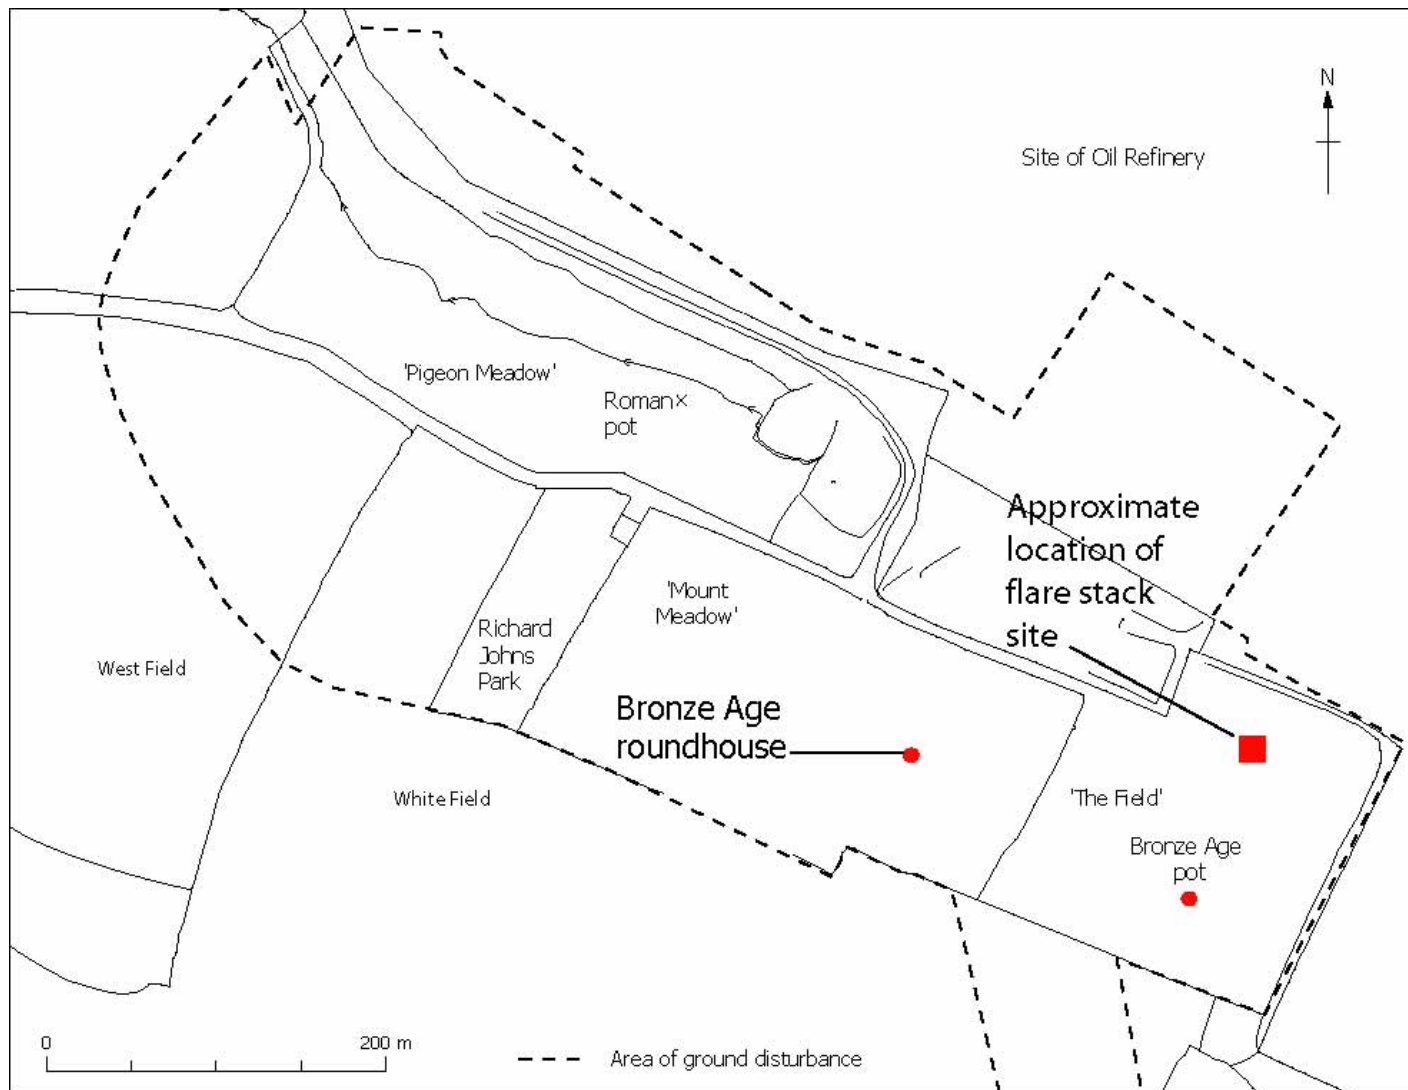 N
Site of Oil Refinery
'Pigeon Meadow'
Roman×
pot
Approximate
location of
flare stack
site
'Mount
Meadow'
Richard
Johns
Park
West Field
Bronze Age
roundhouse
White Field
'The Field'
Bronze Age
pot
0 200 m
Area of ground disturbance